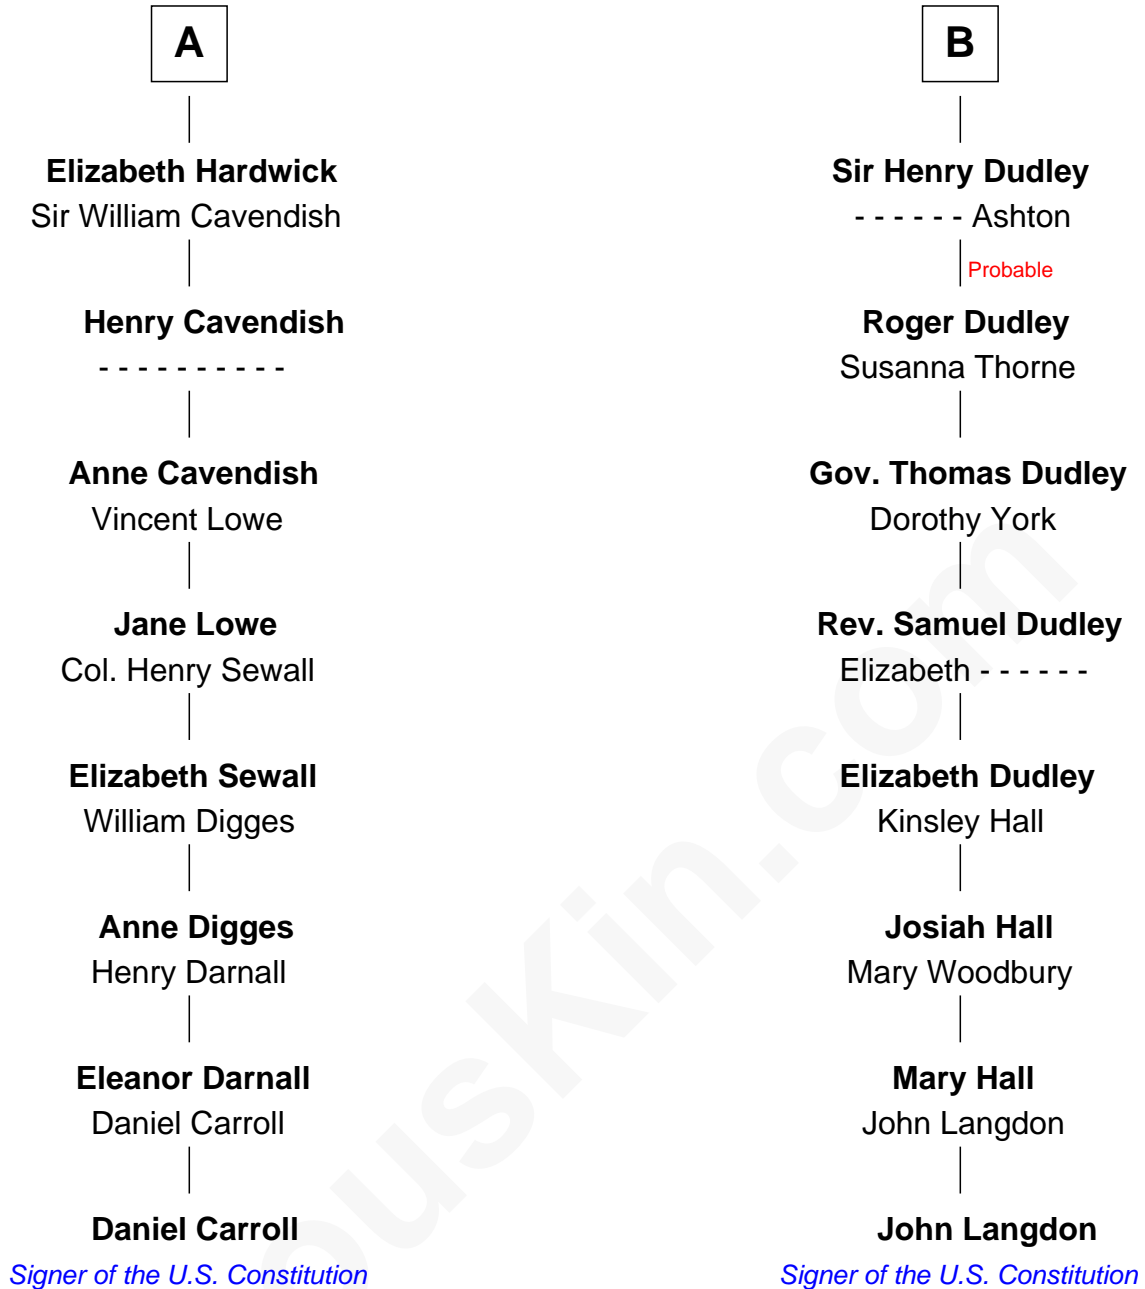 A
Elizabeth Hardwick
Sir William Cavendish
Henry Cavendish
- - - - - - - - - -
Anne Cavendish
Vincent Lowe
Jane Lowe
Col. Henry Sewall
Elizabeth Sewall
William Digges
Anne Digges
Henry Darnall
Eleanor Darnall
Daniel Carroll
Daniel Carroll
Signer of the U.S. Constitution
B
Sir Henry Dudley
- - - - - - Ashton
Probable
Roger Dudley
Susanna Thorne
Gov. Thomas Dudley
Dorothy York
Rev. Samuel Dudley
Elizabeth - - - - - -
Elizabeth Dudley
Kinsley Hall
Josiah Hall
Mary Woodbury
Mary Hall
John Langdon
John Langdon
Signer of the U.S. Constitution
ousKin.com